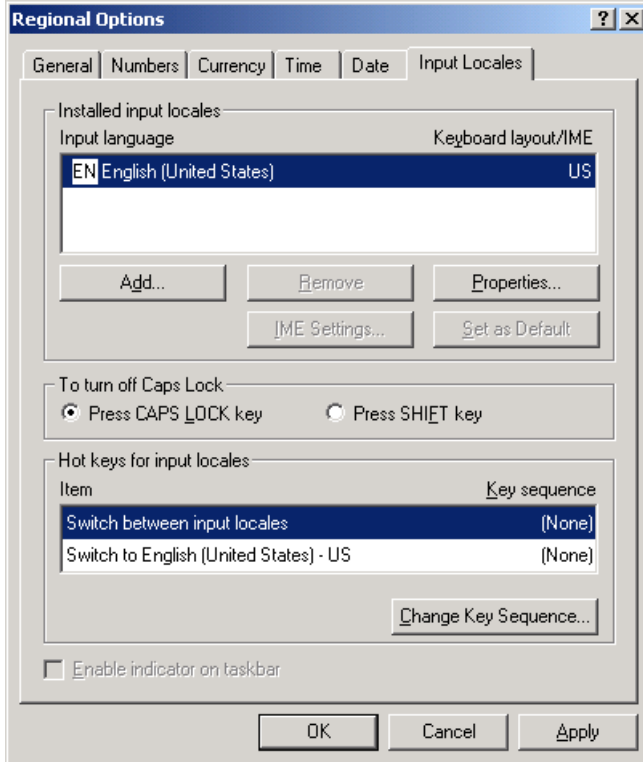 Regional Options
General Numbers Currency Time Date Input Locales
Installed input locales
Input language Keyboard layout/IME
EN English (United States) US
Add... Remove Properties...
IME Settings... Set as Default
To turn off Caps Lock
Press CAPS LOCK key Press SHIFT key
Hot keys for input locales
Item Key sequence
Switch between input locales (None)
Switch to English (United States) - US (None)
Change Key Sequence...
Enable indicator on taskbar
OK Cancel Apply